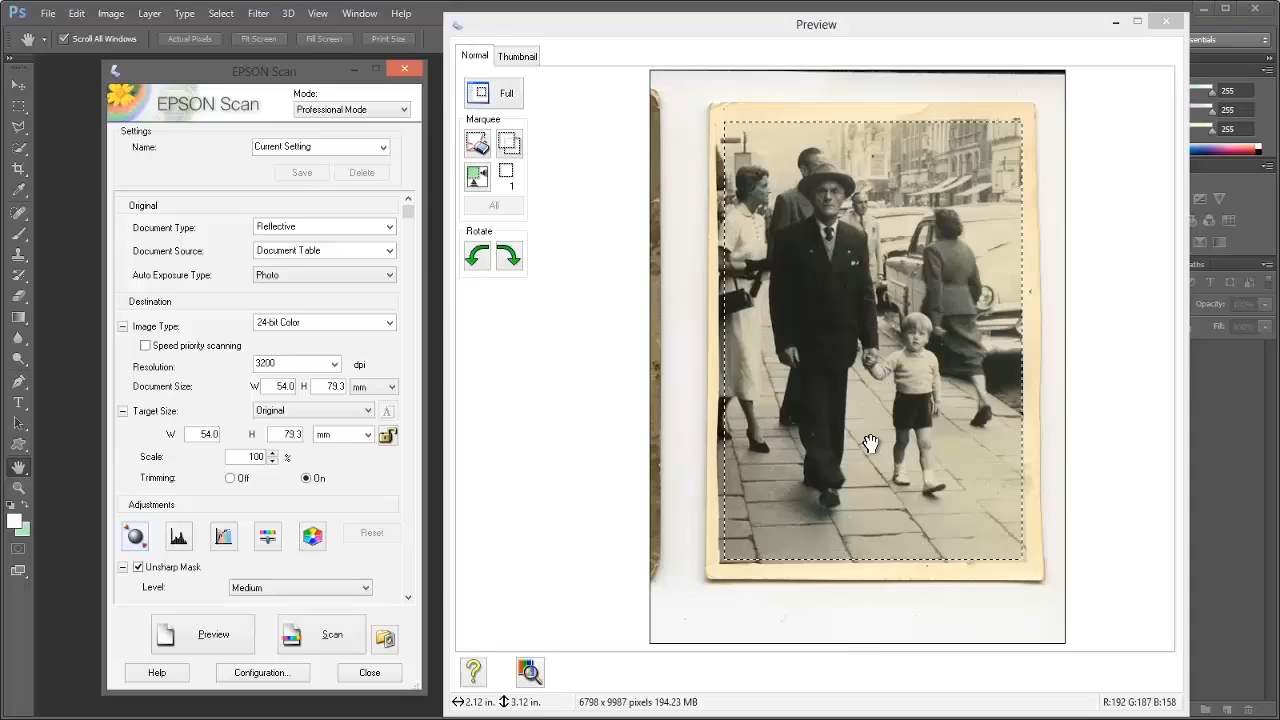 Ps File Edit Image Layer Type Select Filter 3D View Window Help
Scroll All Windows Actual Pixels Fit Screen Fill Screen Print Size
EPSON Scan
EPSON Scan
Mode:
Professional Mode
Settings
Name: Current Setting
Save Delete
Original
Document Type: Reflective
Document Source: Document Table
Auto Exposure Type: Photo
Destination
Image Type: 24-bit Color
Speed priority scanning
Resolution: 3200 dpi
Document Size: W 54.0 H 79.3 mm
Target Size: Original
W 54.0 H 79.3 mm
Scale: 100 %
Trimming: Off On
Adjustments
Reset
Unsharp Mask
Level: Medium
Preview Scan
Help Configuration... Close
Preview
Normal Thumbnail
Full
Marquee
1
All
Rotate
2.12 in. 3.12 in. 6798 x 9987 pixels 194.23 MB R:192 G:187 B:158
sentials
255
255
255
aths
Opacity: 100%
Fill: 100%